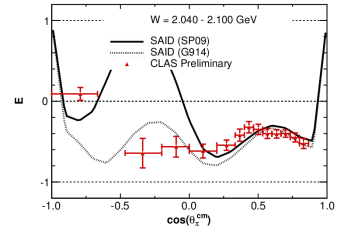 W = 2.040 - 2.100 GeV
SAID (SP09)
SAID (G914)
CLAS Preliminary
1
0
-1
E
-1.0 -0.5 0.0 0.5 1.0
cos(θπcm)